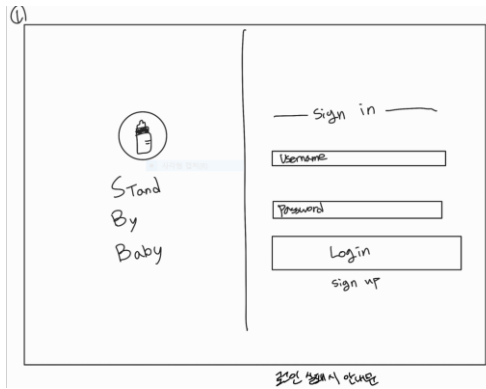 ①
Stand
By
Baby
Sign in
Username
Password
Login
sign up
로그인 실패시 안내문